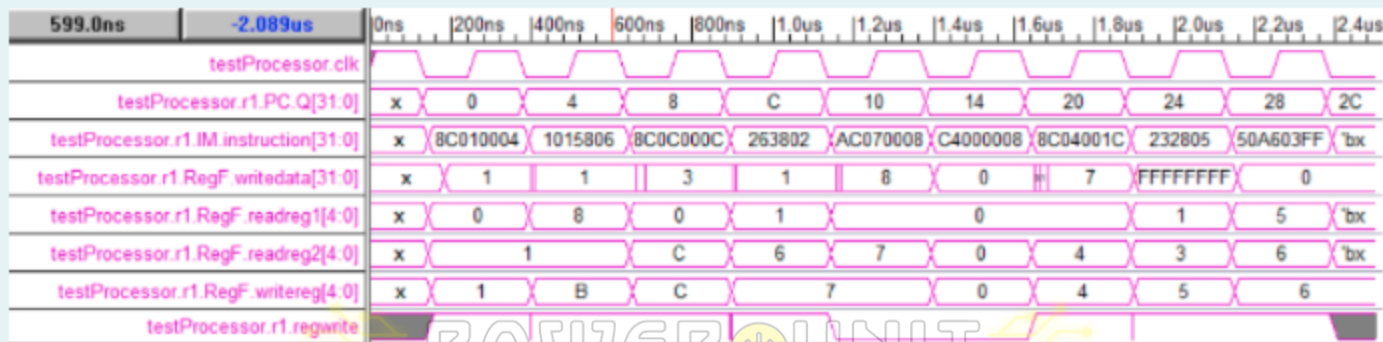 599.0ns -2.089us 0ns 200ns 400ns 600ns 800ns 1.0us 1.2us 1.4us 1.6us 1.8us 2.0us 2.2us 2.4us
testProcessor.clk
testProcessor.r1.PC.Q[31:0] x 0 4 8 C 10 14 20 24 28 2C
testProcessor.r1.IM.instruction[31:0] x 8C010004 1015806 8C0C000C 263802 AC070008 C4000008 8C04001C 232805 50A603FF 'bx
testProcessor.r1.RegF.writedata[31:0] x 1 1 3 1 8 0 7 FFFFFFFF 0
testProcessor.r1.RegF.readreg1[4:0] x 0 8 0 1 0 1 5 'bx
testProcessor.r1.RegF.readreg2[4:0] x 1 C 6 7 0 4 3 6 'bx
testProcessor.r1.RegF.writereg[4:0] x 1 B C 7 0 4 5 6
testProcessor.r1.regwrite
POWER UNIT